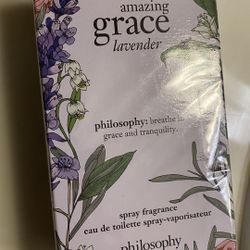 amazing
grace
lavender
philosophy: breathe in
grace and tranquility.
spray fragrance
eau de toilette spray-vaporisateur
philosophy